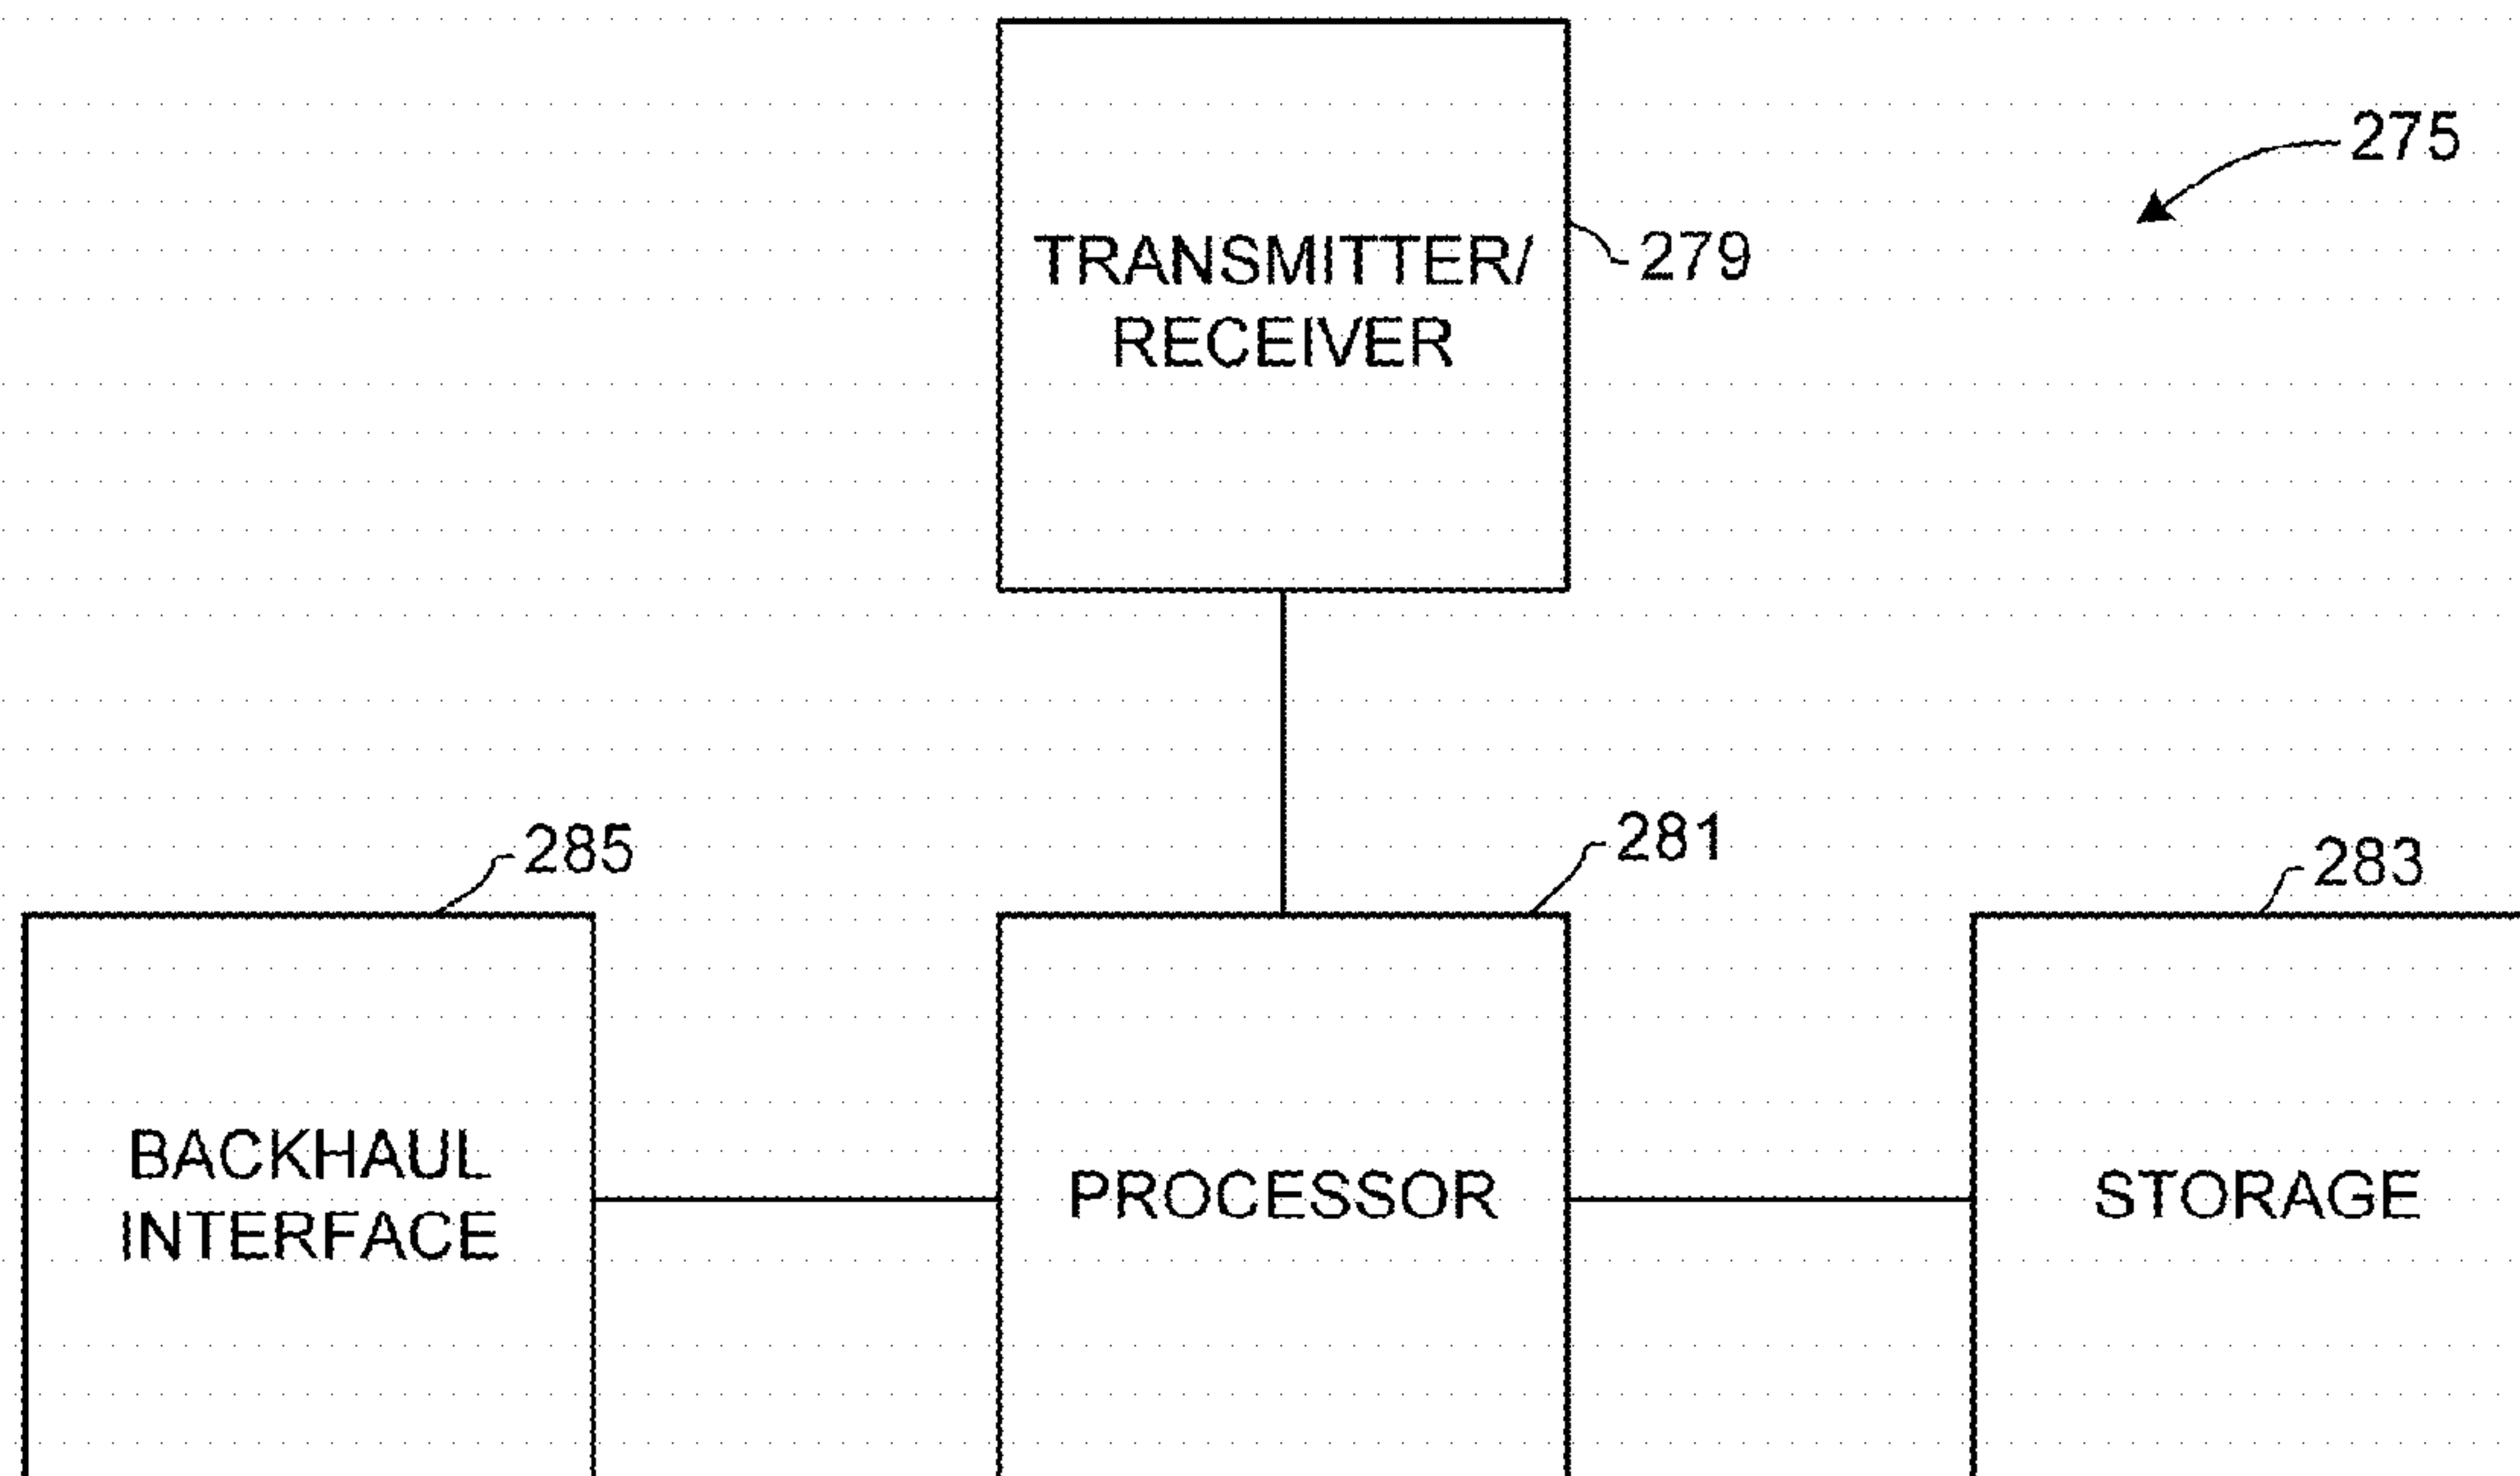 275
TRANSMITTER/
RECEIVER
279
285
281
283
BACKHAUL
INTERFACE
PROCESSOR
STORAGE